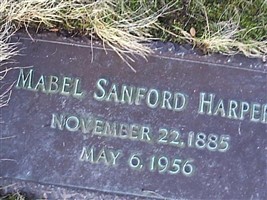 Mabel Sanford Harper
November 22, 1885
May 6, 1956